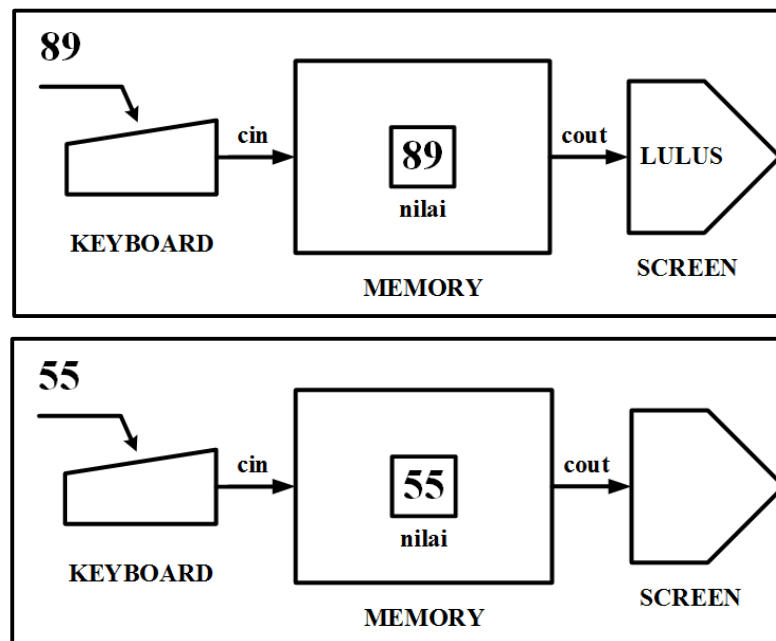 89
cin
89
cout
LULUS
nilai
KEYBOARD
SCREEN
MEMORY
55
cin
55
cout
nilai
KEYBOARD
SCREEN
MEMORY